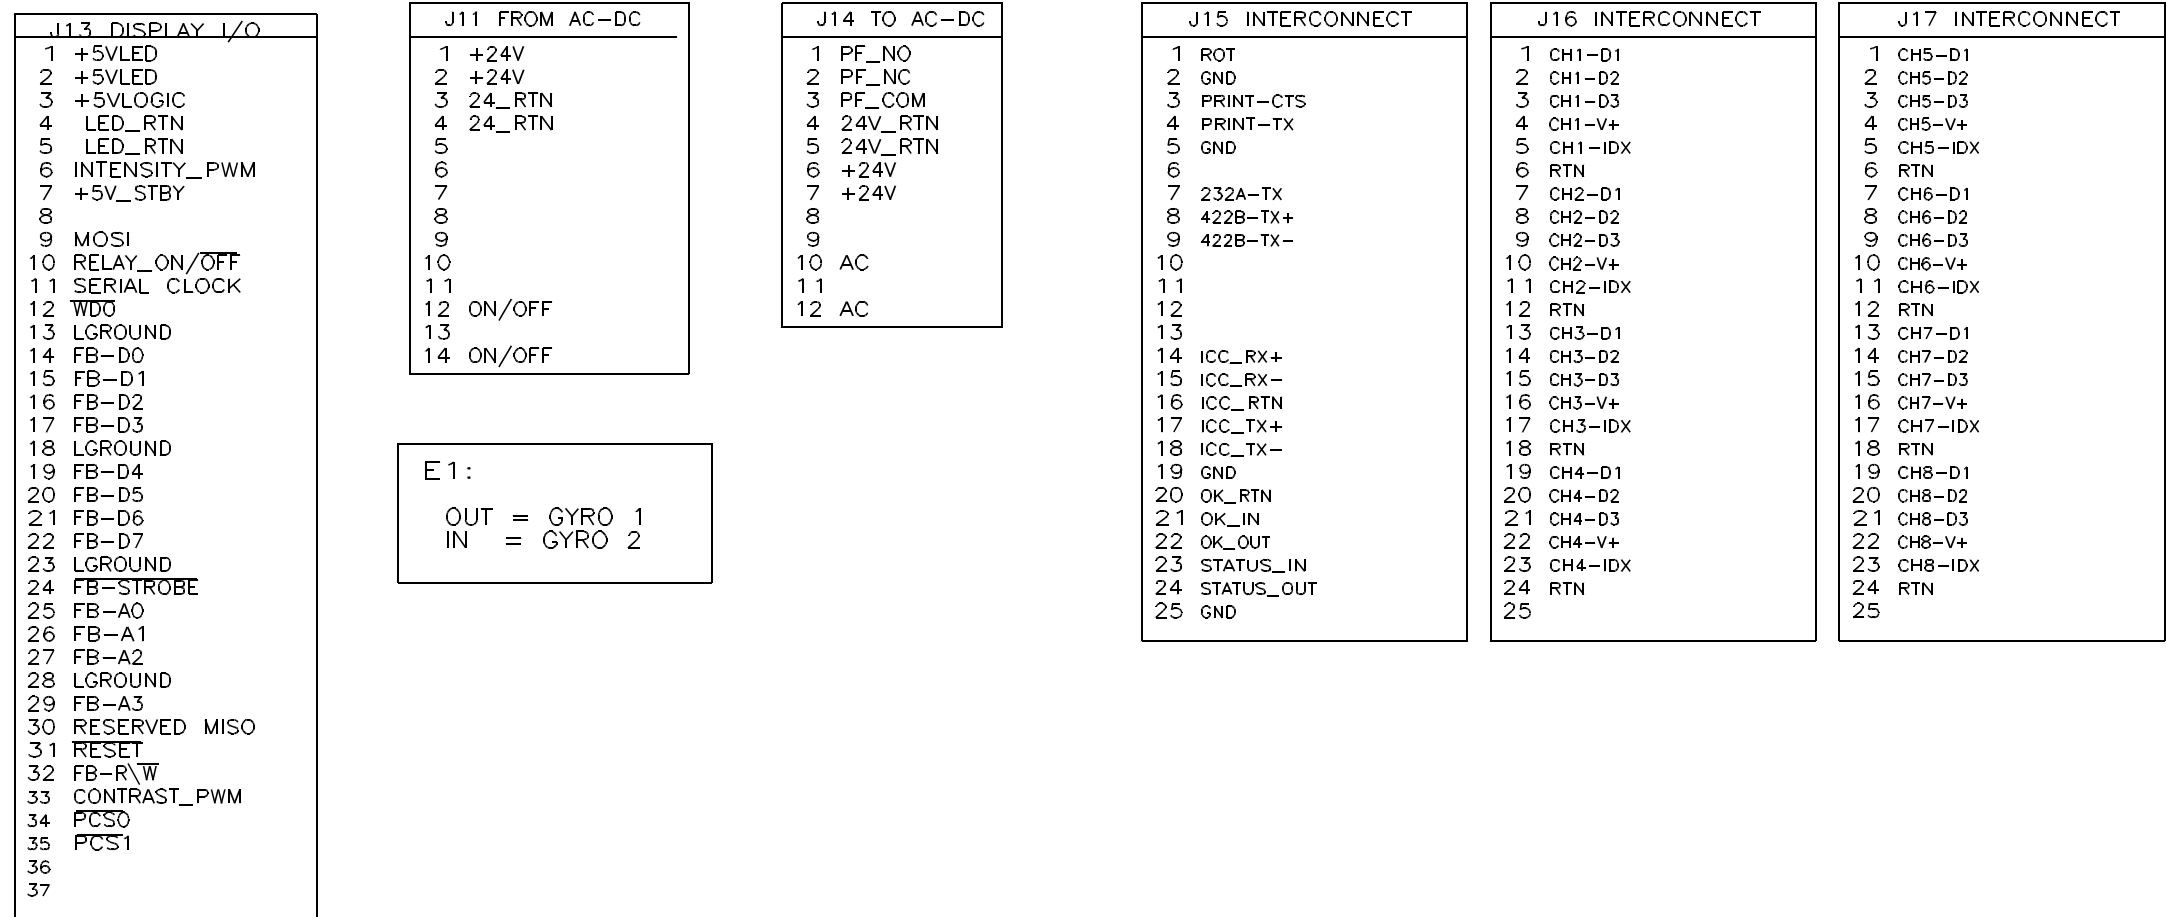 J13 DISPLAY I/O
1 +5VLED
2 +5VLED
3 +5VLOGIC
4 LED_RTN
5 LED_RTN
6 INTENSITY_PWM
7 +5V_STBY
8
9 MOSI
10 RELAY_ON/OFF
11 SERIAL CLOCK
12 WDO
13 LGROUND
14 FB-D0
15 FB-D1
16 FB-D2
17 FB-D3
18 LGROUND
19 FB-D4
20 FB-D5
21 FB-D6
22 FB-D7
23 LGROUND
24 FB-STROBE
25 FB-A0
26 FB-A1
27 FB-A2
28 LGROUND
29 FB-A3
30 RESERVED MISO
31 RESET
32 FB-R\W
33 CONTRAST_PWM
34 PCS0
35 PCS1
36
37
J11 FROM AC-DC
1 +24V
2 +24V
3 24_RTN
4 24_RTN
5
6
7
8
9
10
11
12 ON/OFF
13
14 ON/OFF
E1:
OUT = GYRO 1
IN = GYRO 2
J14 TO AC-DC
1 PF_NO
2 PF_NC
3 PF_COM
4 24V_RTN
5 24V_RTN
6 +24V
7 +24V
8
9
10 AC
11
12 AC
J15 INTERCONNECT
1 ROT
2 GND
3 PRINT-CTS
4 PRINT-TX
5 GND
6
7 232A-TX
8 422B-TX+
9 422B-TX-
10
11
12
13
14 ICC_RX+
15 ICC_RX-
16 ICC_RTN
17 ICC_TX+
18 ICC_TX-
19 GND
20 OK_RTN
21 OK_IN
22 OK_OUT
23 STATUS_IN
24 STATUS_OUT
25 GND
J16 INTERCONNECT
1 CH1-D1
2 CH1-D2
3 CH1-D3
4 CH1-V+
5 CH1-IDX
6 RTN
7 CH2-D1
8 CH2-D2
9 CH2-D3
10 CH2-V+
11 CH2-IDX
12 RTN
13 CH3-D1
14 CH3-D2
15 CH3-D3
16 CH3-V+
17 CH3-IDX
18 RTN
19 CH4-D1
20 CH4-D2
21 CH4-D3
22 CH4-V+
23 CH4-IDX
24 RTN
25
J17 INTERCONNECT
1 CH5-D1
2 CH5-D2
3 CH5-D3
4 CH5-V+
5 CH5-IDX
6 RTN
7 CH6-D1
8 CH6-D2
9 CH6-D3
10 CH6-V+
11 CH6-IDX
12 RTN
13 CH7-D1
14 CH7-D2
15 CH7-D3
16 CH7-V+
17 CH7-IDX
18 RTN
19 CH8-D1
20 CH8-D2
21 CH8-D3
22 CH8-V+
23 CH8-IDX
24 RTN
25